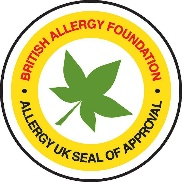 BRITISH ALLERGY FOUNDATION
• ALLERGY UK SEAL OF APPROVAL •